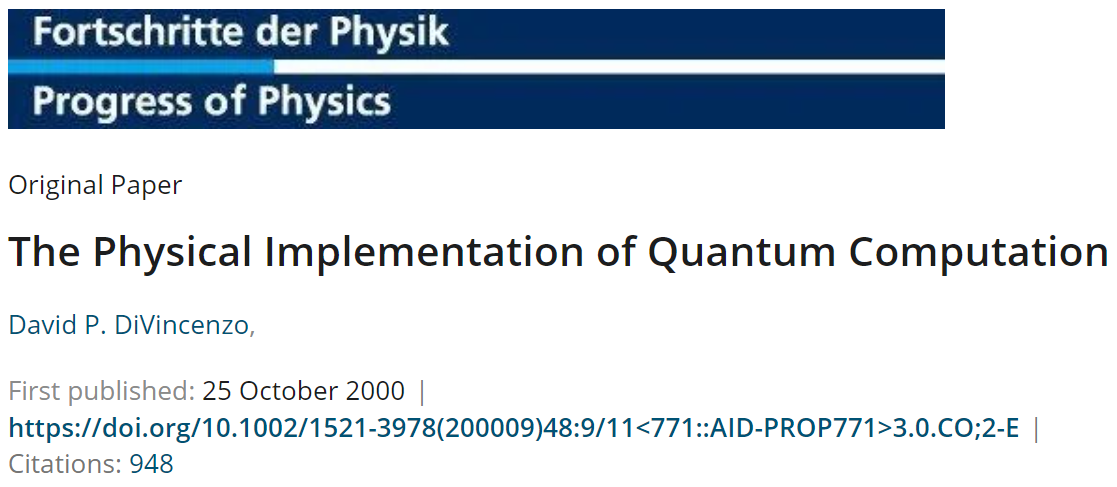 Fortschritte der Physik
Progress of Physics
Original Paper
The Physical Implementation of Quantum Computation
David P. DiVincenzo,
First published: 25 October 2000 |
https://doi.org/10.1002/1521-3978(200009)48:9/11<771::AID-PROP771>3.0.CO;2-E |
Citations: 948